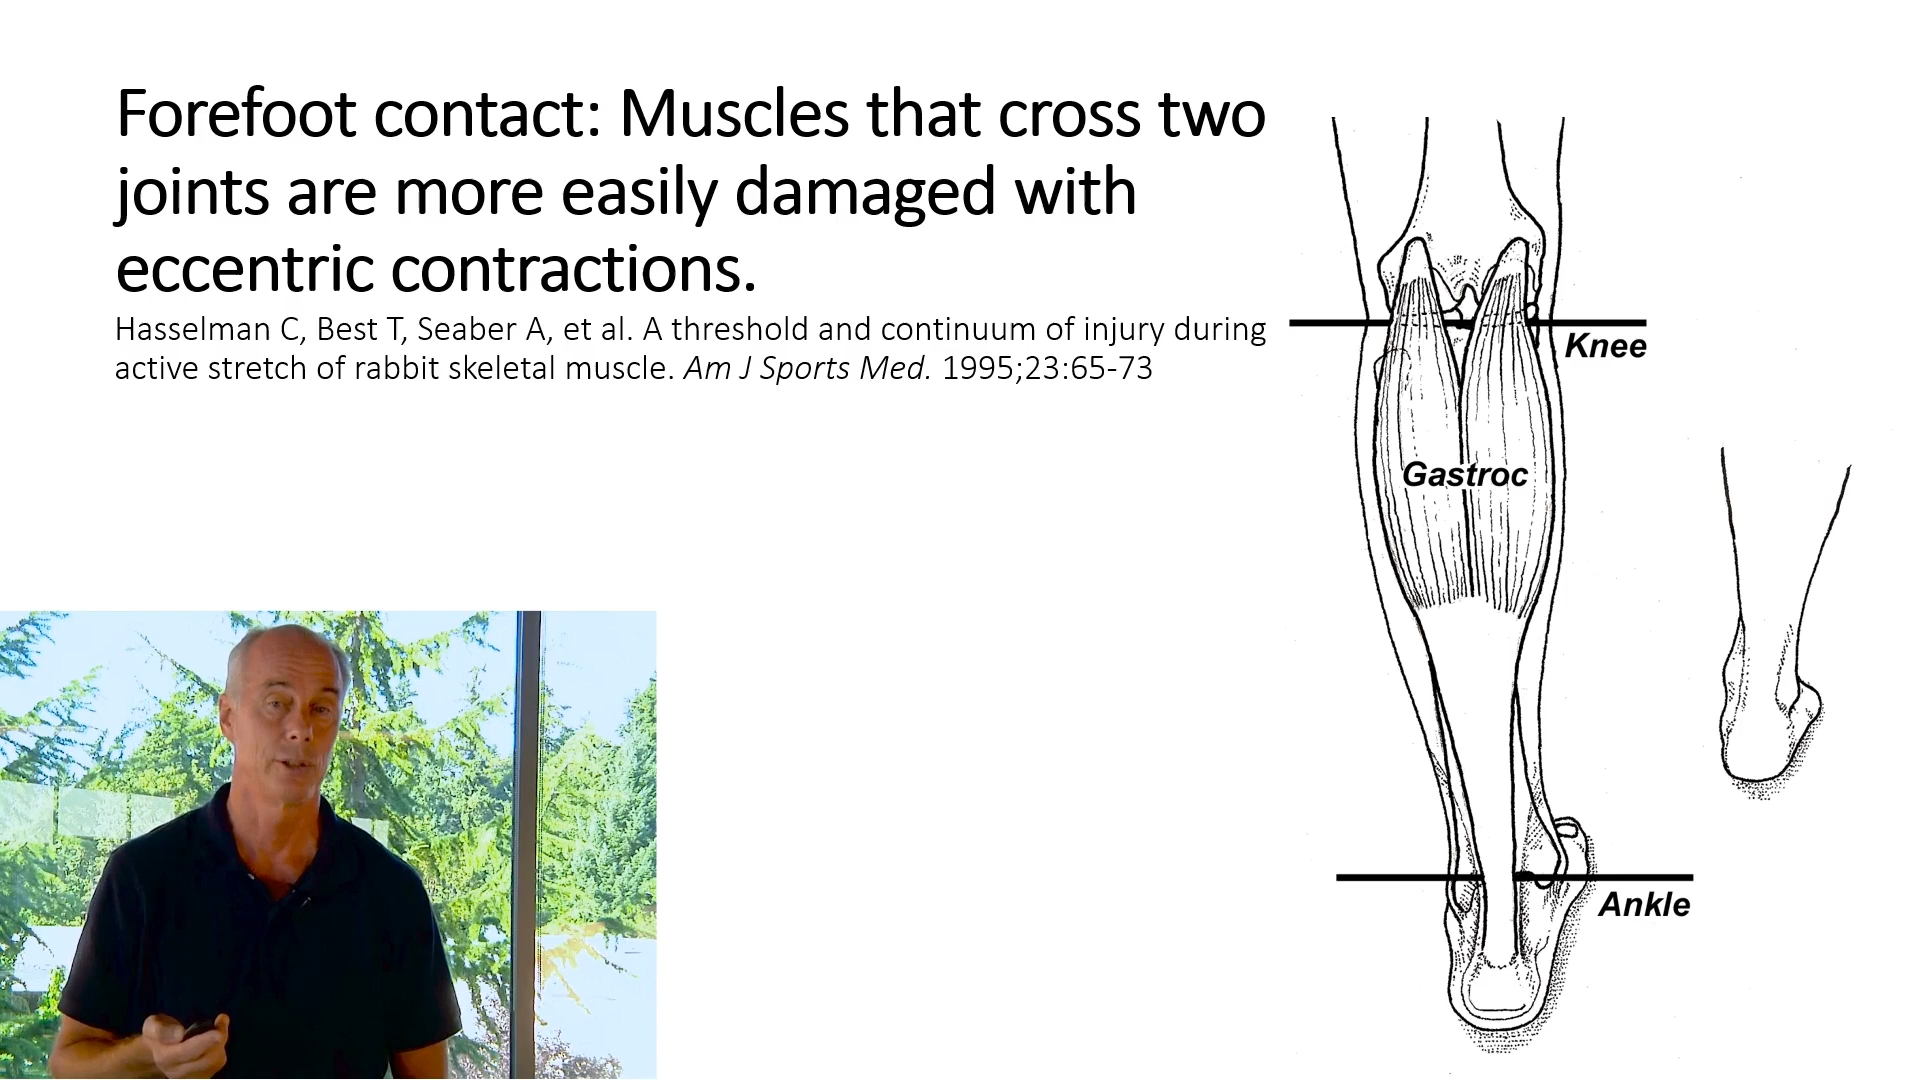 Forefoot contact: Muscles that cross two
joints are more easily damaged with
eccentric contractions.
Hasselman C, Best T, Seaber A, et al. A threshold and continuum of injury during
active stretch of rabbit skeletal muscle. Am J Sports Med. 1995;23:65-73
Knee
Gastroc
Ankle